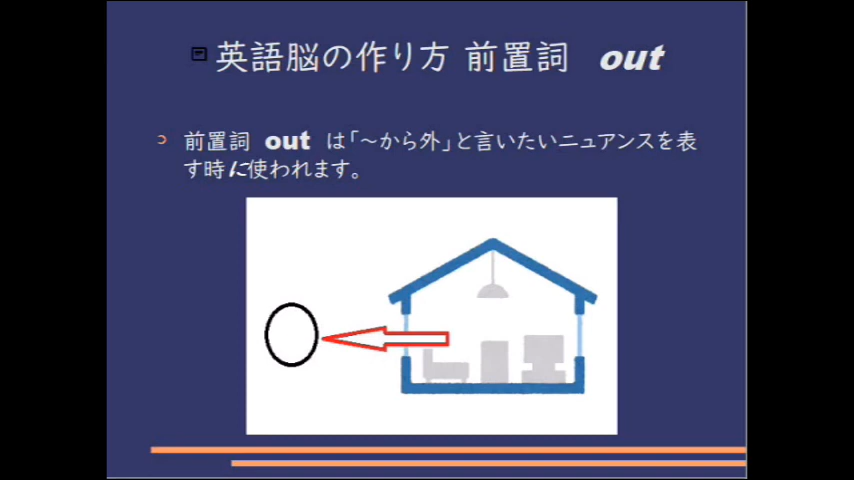 英語脳の作り方 前置詞 out
前置詞 out は「～から外」と言いたいニュアンスを表
す時に使われます。